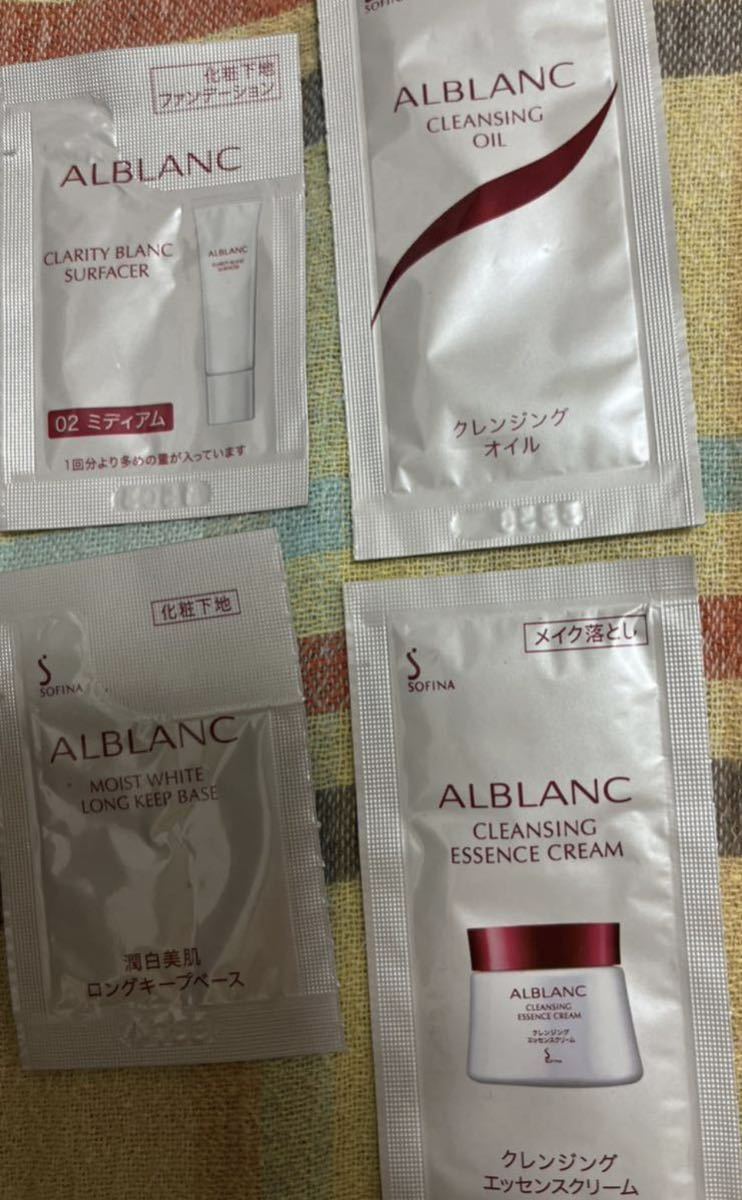 化粧下地
ファンデーション
ALBLANC
CLARITY BLANC
SURFACER
ALBLANC
CLARITY BLANC
SURFACER
02 ミディアム
1回分より多めの量が入っています
SOFINA
ALBLANC
CLEANSING
OIL
クレンジング
オイル
化粧下地
SOFINA
ALBLANC
MOIST WHITE
LONG KEEP BASE
潤白美肌
ロングキープベース
メイク落とし
SOFINA
ALBLANC
CLEANSING
ESSENCE CREAM
ALBLANC
CLEANSING
ESSENCE CREAM
クレンジング
エッセンスクリーム
クレンジング
エッセンスクリーム